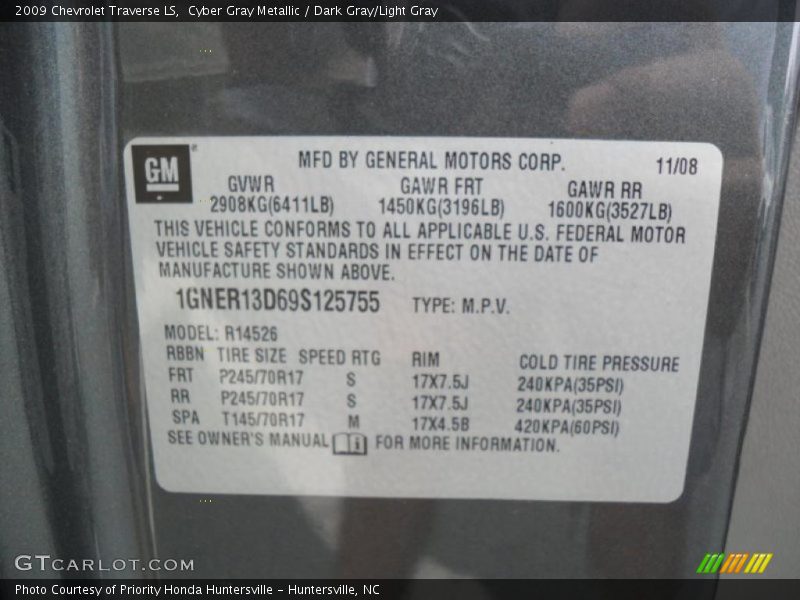 2009 Chevrolet Traverse LS, Cyber Gray Metallic / Dark Gray/Light Gray
GM
MFD BY GENERAL MOTORS CORP. 11/08
GVWR GAWR FRT GAWR RR
2908KG(6411LB) 1450KG(3196LB) 1600KG(3527LB)
THIS VEHICLE CONFORMS TO ALL APPLICABLE U.S. FEDERAL MOTOR
VEHICLE SAFETY STANDARDS IN EFFECT ON THE DATE OF
MANUFACTURE SHOWN ABOVE.
1GNER13D69S125755 TYPE: M.P.V.
MODEL: R14526
RBBN TIRE SIZE SPEED RTG RIM COLD TIRE PRESSURE
FRT P245/70R17 S 17X7.5J 240KPA(35PSI)
RR P245/70R17 S 17X7.5J 240KPA(35PSI)
SPA T145/70R17 M 17X4.5B 420KPA(60PSI)
SEE OWNER'S MANUAL i FOR MORE INFORMATION.
GTCARLOT.COM
Photo Courtesy of Priority Honda Huntersville - Huntersville, NC